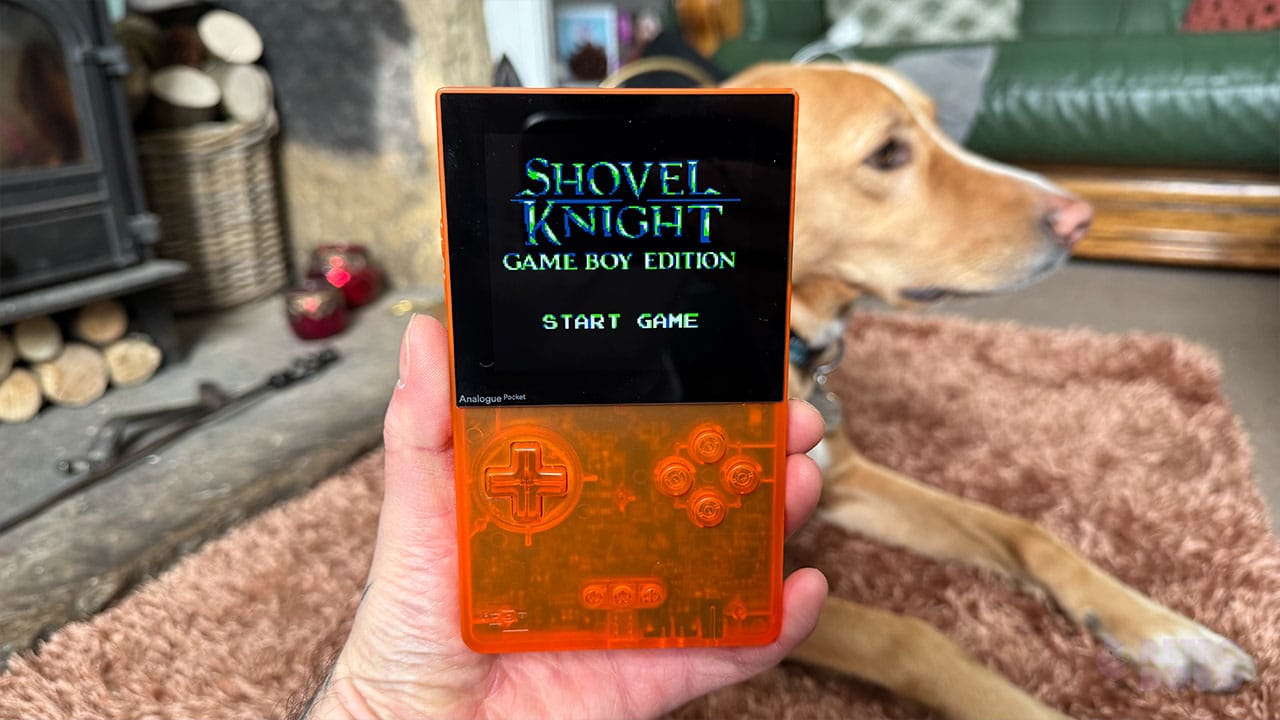 SHOVEL
KNIGHT
GAME BOY EDITION
START GAME
Analogue Pocket